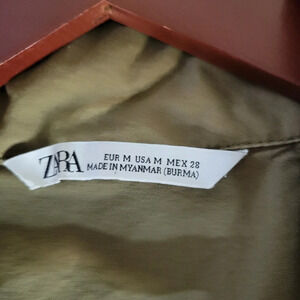 ZARA
EUR M USA M MEX 28
MADE IN MYANMAR (BURMA)